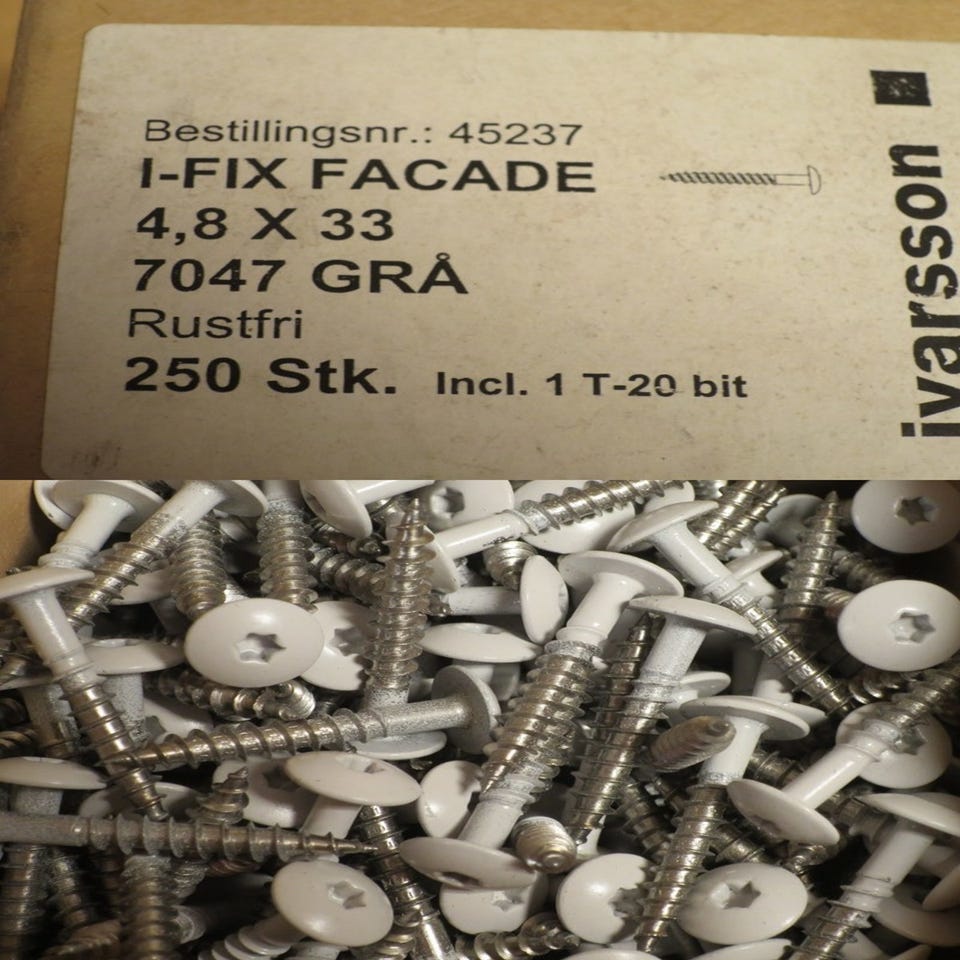 Bestillingsnr.: 45237
I-FIX FACADE
4,8 X 33
7047 GRÅ
Rustfri
250 Stk. Incl. 1 T-20 bit
ivarsson